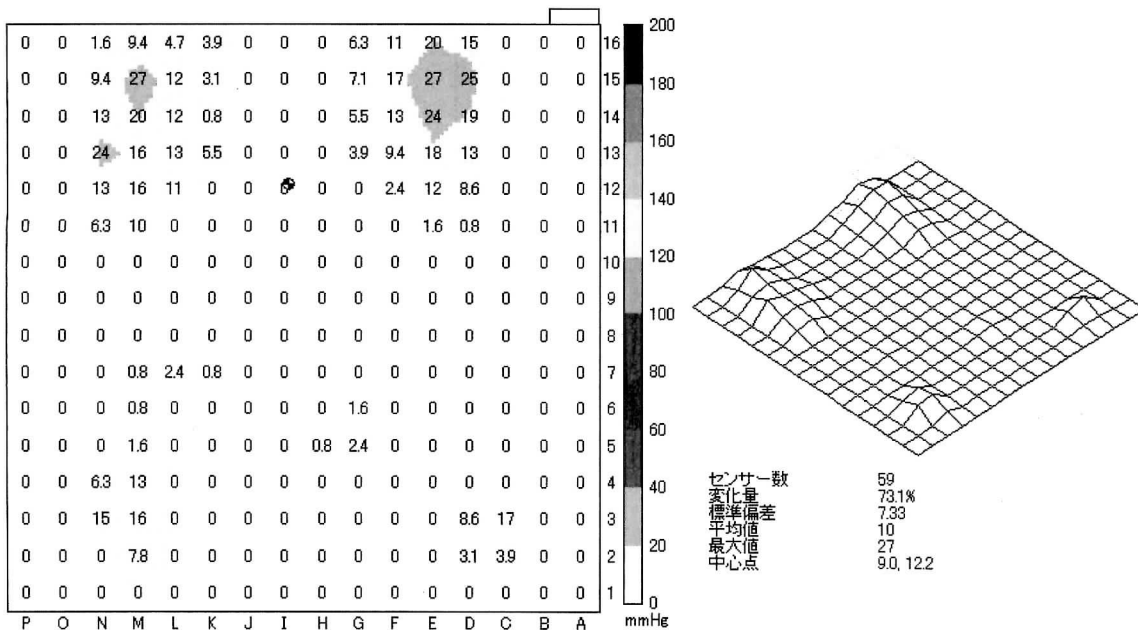 200
0 0 1.6 9.4 4.7 3.9 0 0 0 6.3 11 20 15 0 0 0 16
180
0 0 9.4 27 12 3.1 0 0 0 7.1 17 27 25 0 0 0 15
0 0 13 20 12 0.8 0 0 0 5.5 13 24 19 0 0 0 14
160
0 0 24 16 13 5.5 0 0 0 3.9 9.4 18 13 0 0 0 13
140
0 0 13 16 11 0 0 0 0 2.4 12 8.6 0 0 0 12
0 0 6.3 10 0 0 0 0 0 0 0 1.6 0.8 0 0 0 11
120
0 0 0 0 0 0 0 0 0 0 0 0 0 0 0 0 10
0 0 0 0 0 0 0 0 0 0 0 0 0 0 0 0 9
100
0 0 0 0 0 0 0 0 0 0 0 0 0 0 0 0 8
0 0 0 0.8 2.4 0.8 0 0 0 0 0 0 0 0 0 0 7
80
0 0 0 0.8 0 0 0 0 0 1.6 0 0 0 0 0 0 6
60
0 0 0 1.6 0 0 0 0 0.8 2.4 0 0 0 0 0 0 5
0 0 6.3 13 0 0 0 0 0 0 0 0 0 0 0 0 4
40
0 0 15 16 0 0 0 0 0 0 0 0 8.6 17 0 0 3
20
0 0 0 7.8 0 0 0 0 0 0 0 0 3.1 3.9 0 0 2
0 0 0 0 0 0 0 0 0 0 0 0 0 0 0 0 1
0
P O N M L K J I H G F E D C B A
mmHg
センサー数 59
変化量 73.1%
標準偏差 7.33
平均値 10
最大値 27
中心点 9.0, 12.2